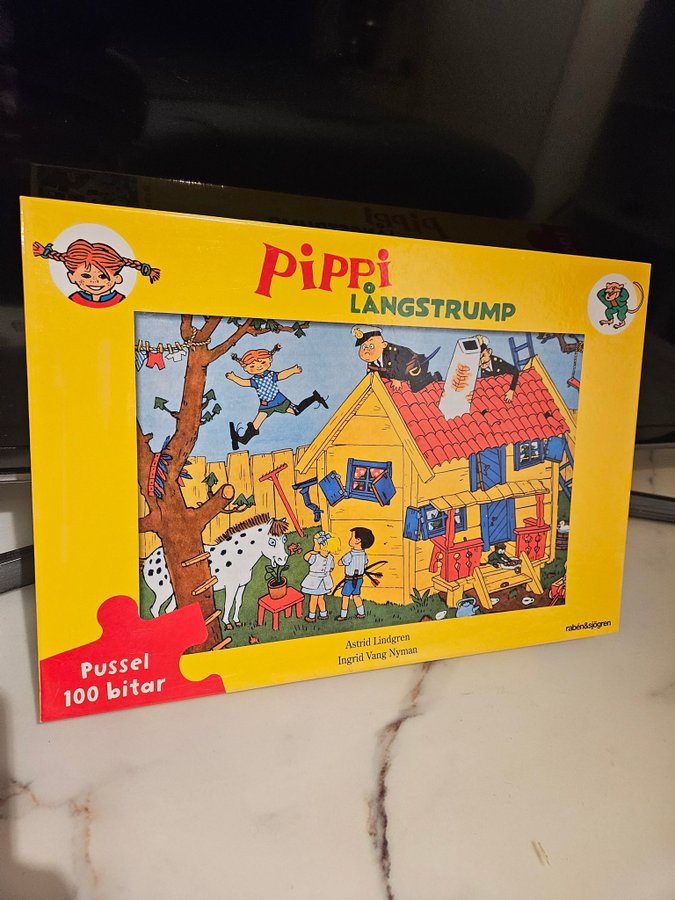 PiPPi
LÅNGSTRUMP
Pussel
100 bitar
Astrid Lindgren
Ingrid Vang Nyman
rabén&sjögren